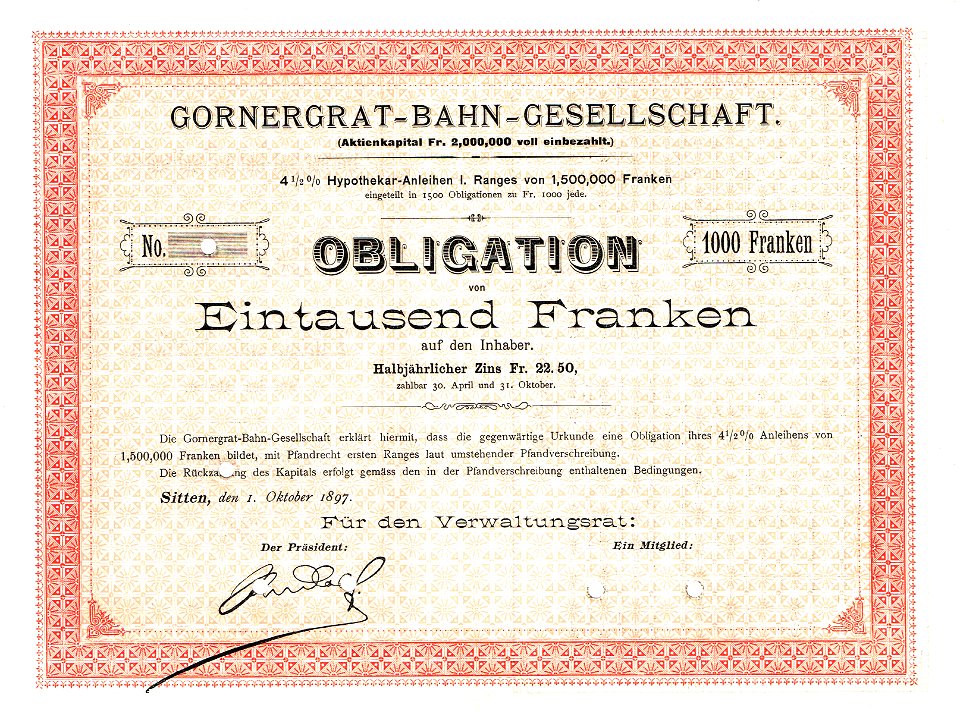 GORNERGRAT-BAHN-GESELLSCHAFT.
(Aktienkapital Fr. 2,000,000 voll einbezahlt.)
4 1/2 % Hypothekar-Anleihen I. Ranges von 1,500,000 Franken
eingeteilt in 1500 Obligationen zu Fr. 1000 jede.
No.
OBLIGATION
1000 Franken
von
Eintausend Franken
auf den Inhaber.
Halbjährlicher Zins Fr. 22.50,
zahlbar 30. April und 31. Oktober.
Die Gornergrat-Bahn-Gesellschaft erklärt hiermit, dass die gegenwärtige Urkunde eine Obligation ihres 4 1/2 % Anleihens von
1,500,000 Franken bildet, mit Pfandrecht ersten Ranges laut umstehender Pfandverschreibung.
Die des Kapitals erfolgt gemäss den in der Pfandverschreibung enthaltenen Bedingungen.
Sitten, den 1. Oktober 1897.
Für den Verwaltungsrat:
Der Präsident:
Ein Mitglied: